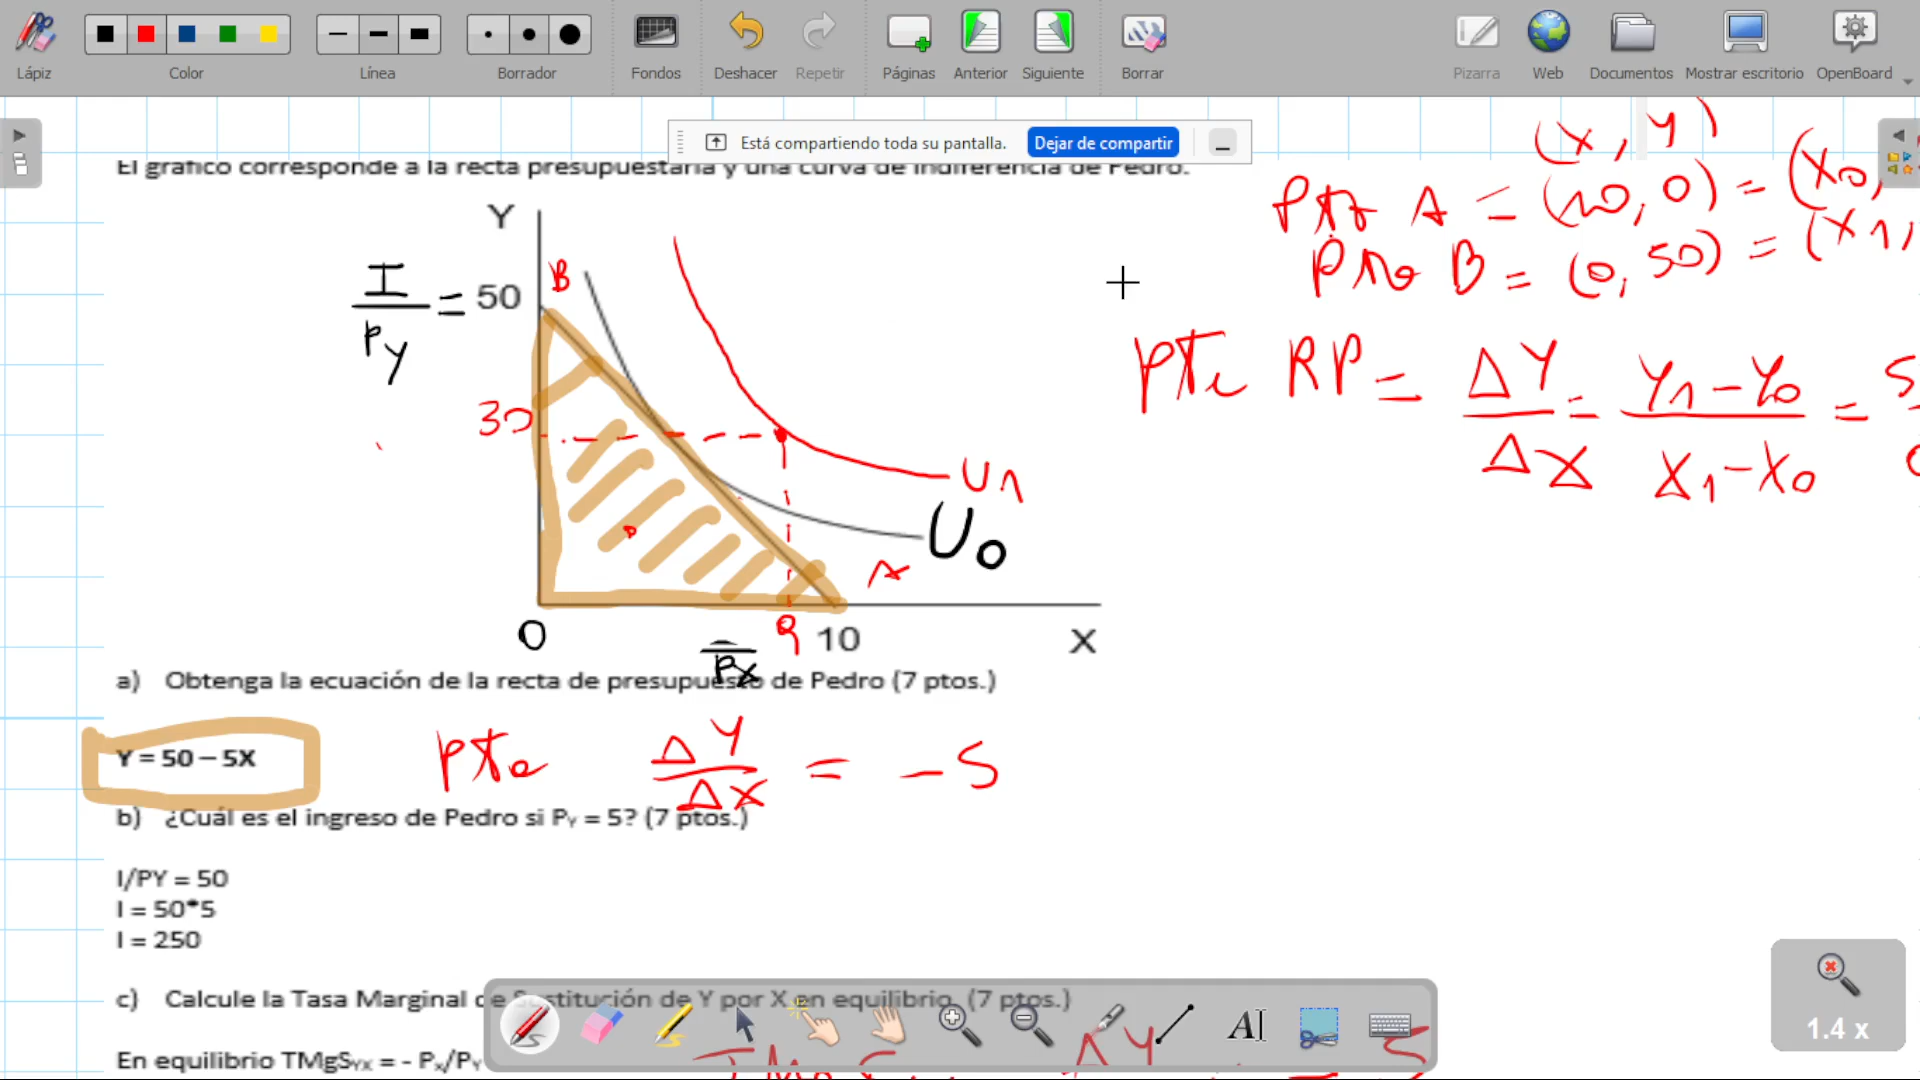 Lápiz Color Línea Borrador Fondos Deshacer Repetir Páginas Anterior Siguiente Borrar Pizarra Web Documentos Mostrar escritorio OpenBoard
Está compartiendo toda su pantalla. Dejar de compartir
El gráfico corresponde a la recta presupuestaria y una curva de indiferencia de Pedro.
(X, Y)
Pto A = (10, 0) = (X0,
Pto B = (0, 50) = (X1,
Y
B
I/PY = 50
Pte RP = ΔY/ΔX = Y1-Y0/X1-X0 =
30
U1
U0
A
0 9 10 X
PX
a) Obtenga la ecuación de la recta de presupuesto de Pedro (7 ptos.)
Y = 50 – 5X
Pte ΔY/ΔX = -5
b) ¿Cuál es el ingreso de Pedro si PY = 5? (7 ptos.)
I/PY = 50
I = 50*5
I = 250
c) Calcule la Tasa Marginal de Sustitución de Y por X en equilibrio. (7 ptos.)
En equilibrio TMgSYX = - PX/PY
1.4 x